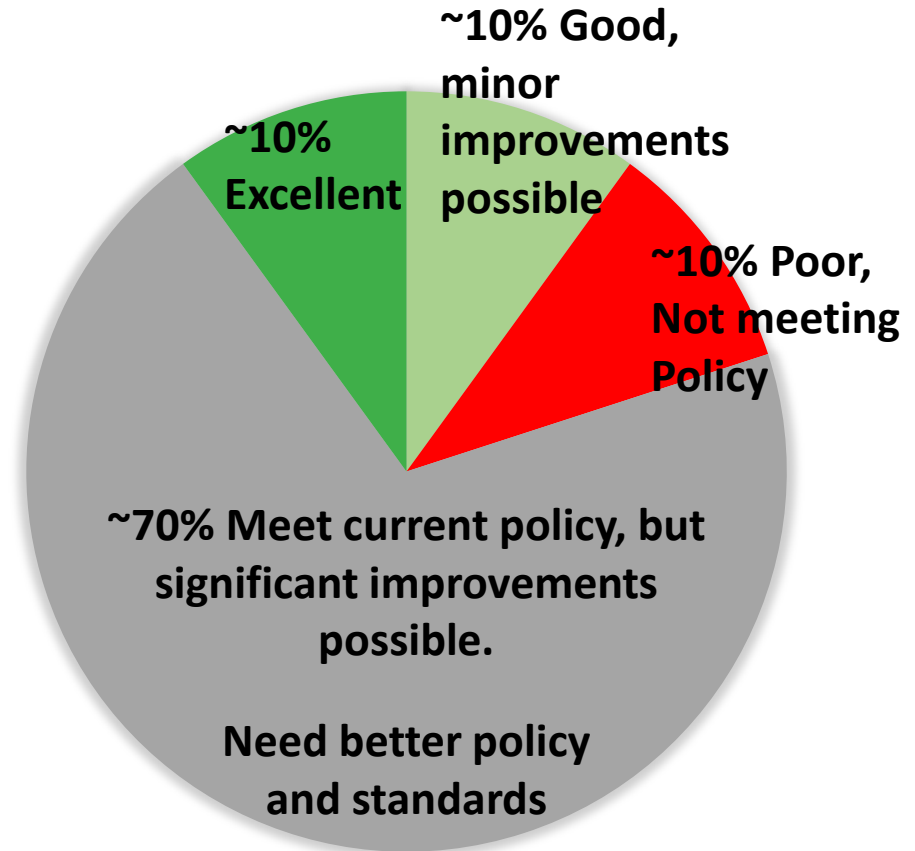 ~10% Good,
minor
improvements
possible
~10%
Excellent
~10% Poor,
Not meeting
Policy
~70% Meet current policy, but
significant improvements
possible.
Need better policy
and standards